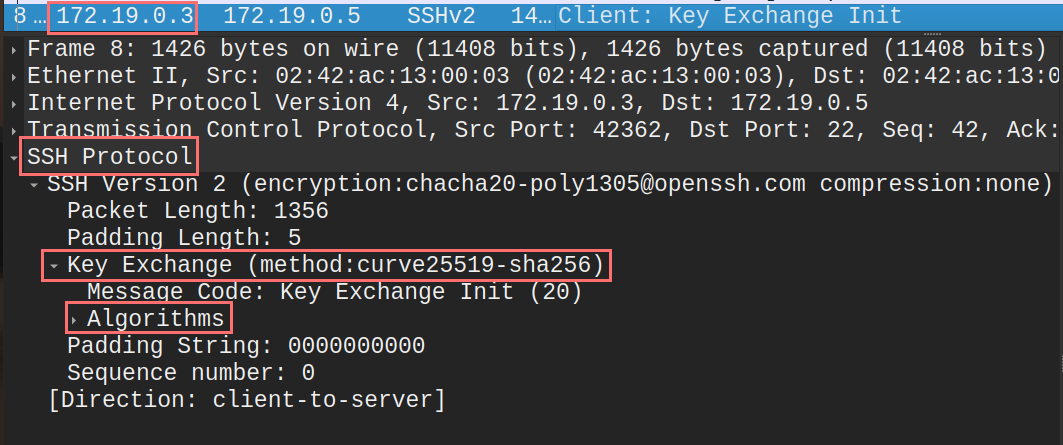 8 … 172.19.0.3 172.19.0.5 SSHv2 14… Client: Key Exchange Init
Frame 8: 1426 bytes on wire (11408 bits), 1426 bytes captured (11408 bits)
Ethernet II, Src: 02:42:ac:13:00:03 (02:42:ac:13:00:03), Dst: 02:42:ac:13:0
Internet Protocol Version 4, Src: 172.19.0.3, Dst: 172.19.0.5
Transmission Control Protocol, Src Port: 42362, Dst Port: 22, Seq: 42, Ack:
SSH Protocol
SSH Version 2 (encryption:chacha20-poly1305@openssh.com compression:none)
Packet Length: 1356
Padding Length: 5
Key Exchange (method:curve25519-sha256)
Message Code: Key Exchange Init (20)
Algorithms
Padding String: 0000000000
Sequence number: 0
[Direction: client-to-server]